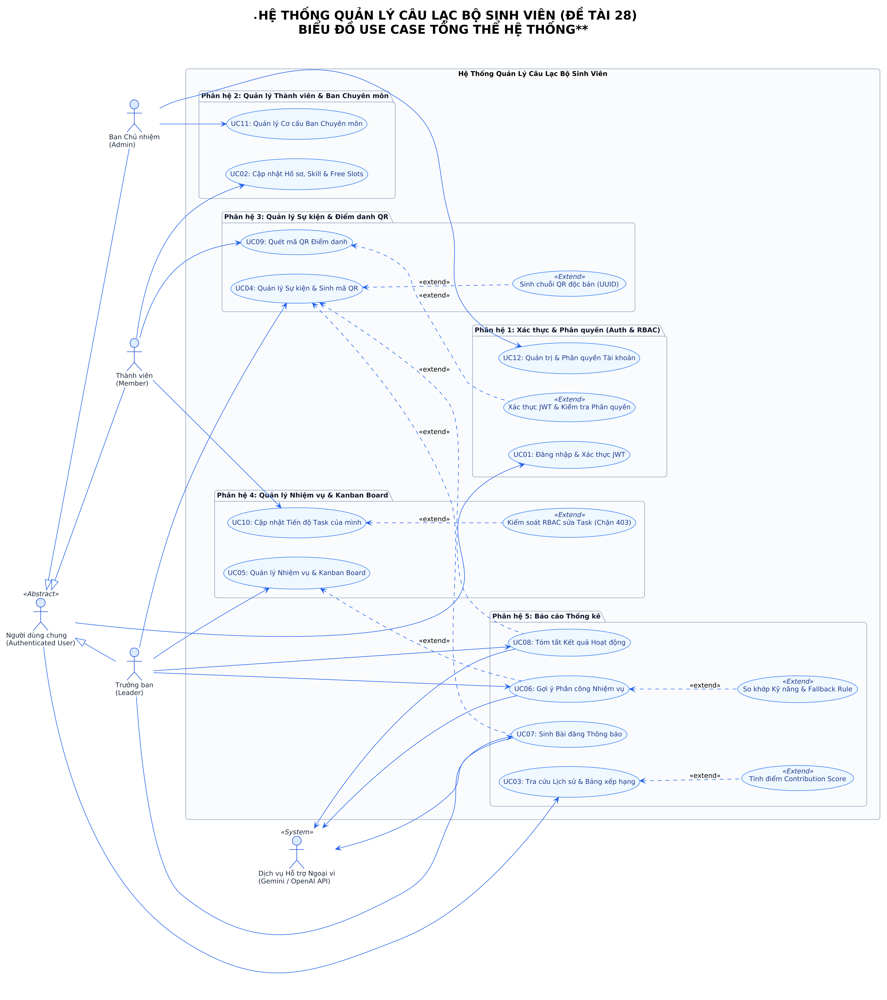 .HỆ THỐNG QUẢN LÝ CÂU LẠC BỘ SINH VIÊN (ĐỀ TÀI 28)
BIỂU ĐỒ USE CASE TỔNG THỂ HỆ THỐNG**
Hệ Thống Quản Lý Câu Lạc Bộ Sinh Viên
Phân hệ 2: Quản lý Thành viên & Ban Chuyên môn
UC11: Quản lý Cơ cấu Ban Chuyên môn
Ban Chủ nhiệm
(Admin)
UC02: Cập nhật Hồ sơ, Skill & Free Slots
Phân hệ 3: Quản lý Sự kiện & Điểm danh QR
UC09: Quét mã QR Điểm danh
UC04: Quản lý Sự kiện & Sinh mã QR
«extend»
«Extend»
Sinh chuỗi QR độc bản (UUID)
«extend»
Phân hệ 1: Xác thực & Phân quyền (Auth & RBAC)
UC12: Quản trị & Phân quyền Tài khoản
«extend»
Thành viên
(Member)
«Extend»
Xác thực JWT & Kiểm tra Phân quyền
«extend»
UC01: Đăng nhập & Xác thực JWT
Phân hệ 4: Quản lý Nhiệm vụ & Kanban Board
UC10: Cập nhật Tiến độ Task của mình
«extend»
«Extend»
Kiểm soát RBAC sửa Task (Chặn 403)
UC05: Quản lý Nhiệm vụ & Kanban Board
«Abstract»
Người dùng chung
(Authenticated User)
Phân hệ 5: Báo cáo Thống kê
«extend»
UC08: Tóm tắt Kết quả Hoạt động
Trưởng ban
(Leader)
UC06: Gợi ý Phân công Nhiệm vụ
«extend»
«Extend»
So khớp Kỹ năng & Fallback Rule
UC07: Sinh Bài đăng Thông báo
UC03: Tra cứu Lịch sử & Bảng xếp hạng
«extend»
«Extend»
Tính điểm Contribution Score
«System»
Dịch vụ Hỗ trợ Ngoại vi
(Gemini / OpenAI API)